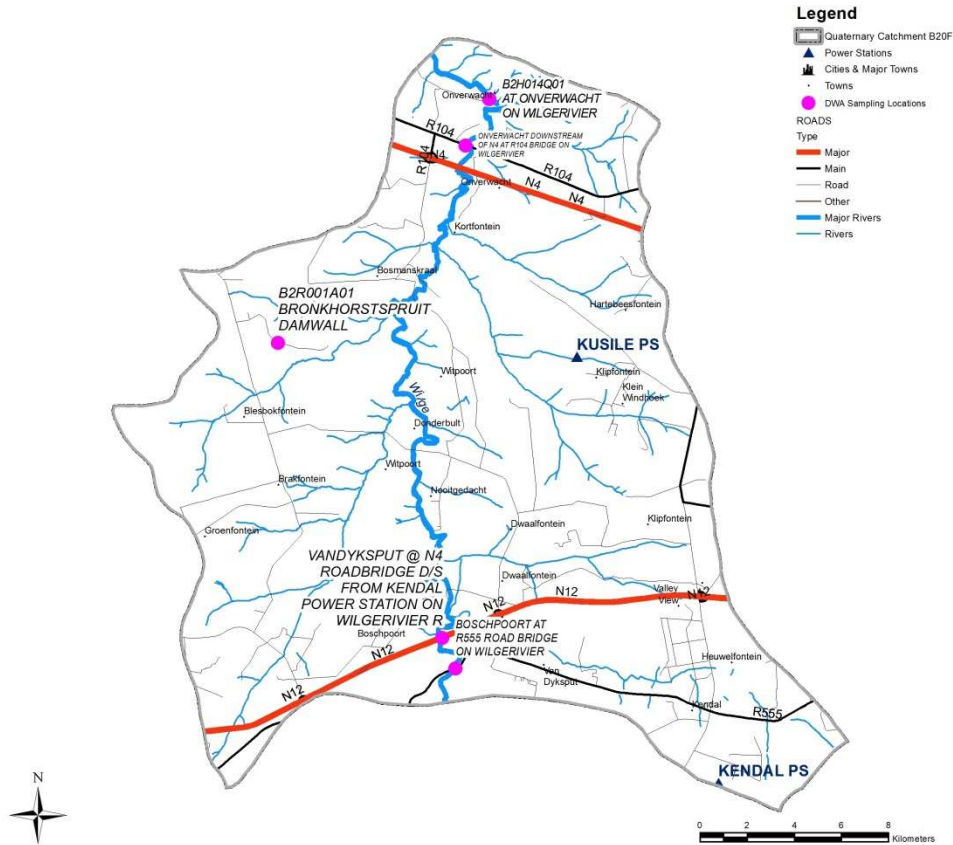 Legend
Quaternary Catchment B20F
Power Stations
Cities & Major Towns
Towns
DWA Sampling Locations
ROADS
Type
Major
Main
Road
Other
Major Rivers
Rivers
B2H014Q01
AT ONVERWACHT
ON WILGERIVIER
Onverwacht
R104
ONVERWACHT DOWNSTREAM
OF N4 AT R104 BRIDGE ON
WILGERIVIER
R104
N4
R104
N4
N4
Onverwacht
Kortfontein
Bosmanskraal
B2R001A01
BRONKHORSTSPRUIT
DAMWALL
Hartebeesfontein
KUSILE PS
Klipfontein
Klein
Windhoek
Witpoort
Wilge
Blesbokfontein
Donderbult
Witpoort
Brakfontein
Nooitgedacht
Groenfontein
Dwaalfontein
Klipfontein
VANDYKSPUT @ N4
ROADBRIDGE D/S
FROM KENDAL
POWER STATION ON
WILGERIVIER R
Dwaalfontein
Valley
View
N12
N12
N12
BOSCHPOORT AT
R555 ROAD BRIDGE
ON WILGERIVIER
Boschpoort
N12
N12
Van
Dyksput
Heuwelfontein
Kendal
R555
KENDAL PS
N
0 2 4 6 8
Kilometers